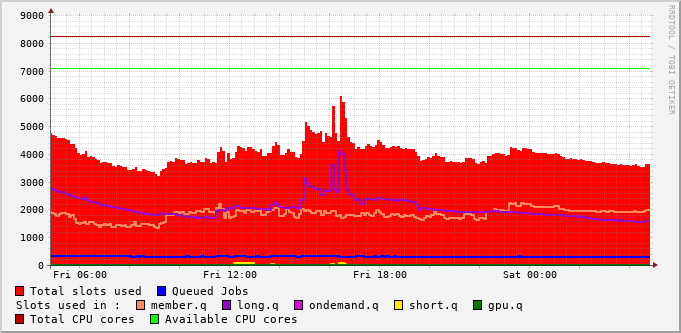 9000
8000
7000
6000
5000
4000
3000
2000
1000
0
Fri 06:00 Fri 12:00 Fri 18:00 Sat 00:00
Total slots used Queued Jobs
Slots used in : member.q long.q ondemand.q short.q gpu.q
Total CPU cores Available CPU cores
RRDTOOL / TOBI OETIKER